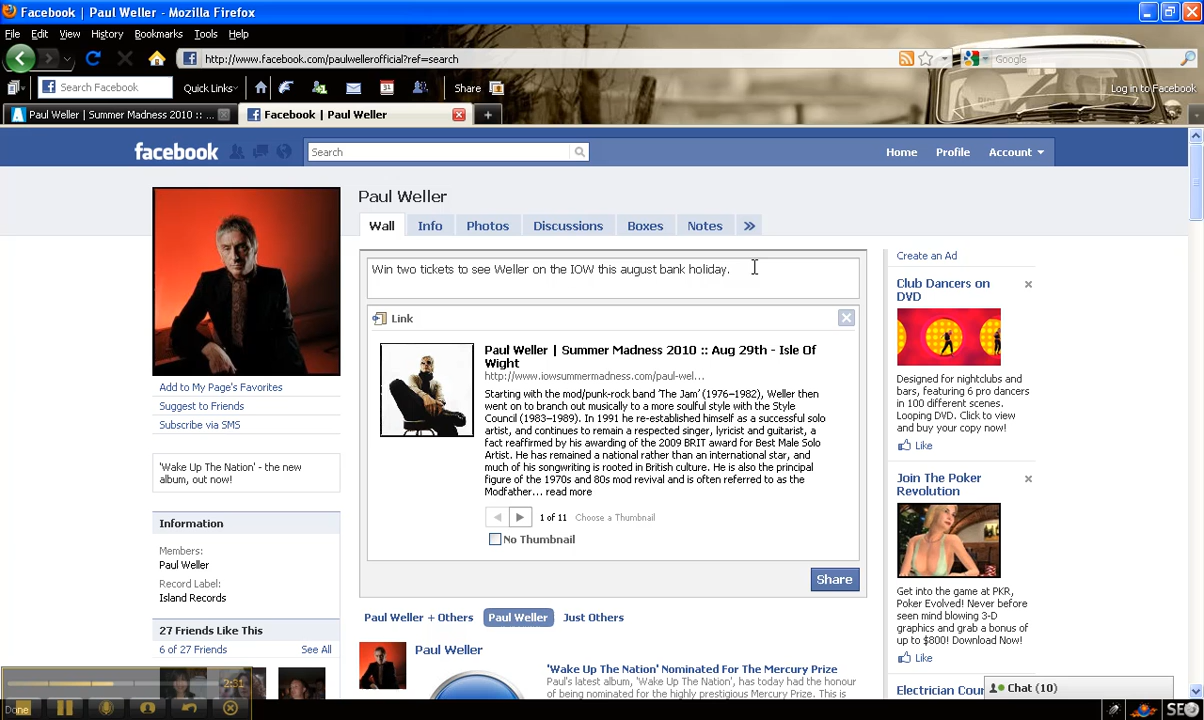 Facebook | Paul Weller - Mozilla Firefox
File Edit View History Bookmarks Tools Help
http://www.facebook.com/paulwellerofficial?ref=search
Google
Search Facebook
Quick Links
31
Share
Log in to Facebook
Paul Weller | Summer Madness 2010 :: ...
Facebook | Paul Weller
facebook
Search
Home Profile Account
Paul Weller
Wall Info Photos Discussions Boxes Notes »
Win two tickets to see Weller on the IOW this august bank holiday.
Link
Paul Weller | Summer Madness 2010 :: Aug 29th - Isle Of
Wight
http://www.iowsummermadness.com/paul-wel...
Starting with the mod/punk-rock band 'The Jam' (1976–1982), Weller then
went on to branch out musically to a more soulful style with the Style
Council (1983–1989). In 1991 he re-established himself as a successful solo
artist, and continues to remain a respected singer, lyricist and guitarist, a
fact reaffirmed by his awarding of the 2009 BRIT award for Best Male Solo
Artist. He has remained a national rather than an international star, and
much of his songwriting is rooted in British culture. He is also the principal
figure of the 1970s and 80s mod revival and is often referred to as the
Modfather... read more
1 of 11 Choose a Thumbnail
No Thumbnail
Share
Paul Weller + Others Paul Weller Just Others
Paul Weller
'Wake Up The Nation' Nominated For The Mercury Prize
Paul's latest album, 'Wake Up The Nation', has today had the honour
of being nominated for the highly prestigious Mercury Prize. This is
Add to My Page's Favorites
Suggest to Friends
Subscribe via SMS
'Wake Up The Nation' - the new
album, out now!
Information
Members:
Paul Weller
Record Label:
Island Records
27 Friends Like This
6 of 27 Friends See All
Create an Ad
Club Dancers on
DVD
Designed for nightclubs and
bars, featuring 6 pro dancers
in 100 different scenes.
Looping DVD. Click to view
and buy your copy now!
Like
Join The Poker
Revolution
Get into the game at PKR,
Poker Evolved! Never before
seen mind blowing 3-D
graphics and grab a bonus of
up to $800! Download Now!
Like
Electrician Cour
Chat (10)
2:31
Done
SEO